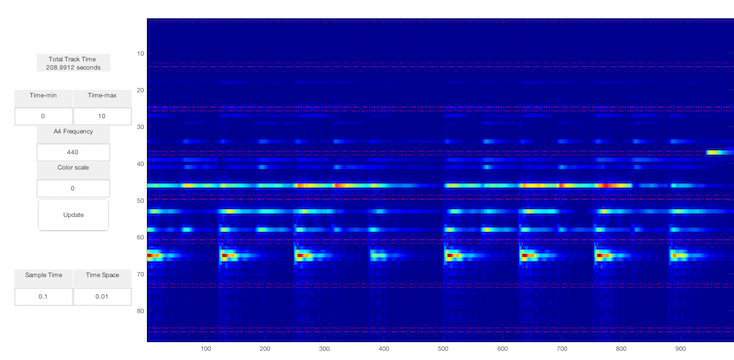 Total Track Time
208.9912 seconds
Time-min Time-max
0 10
A4 Frequency
440
Color scale
0
Update
Sample Time Time Space
0.1 0.01
10
20
30
40
50
60
70
80
100 200 300 400 500 600 700 800 900